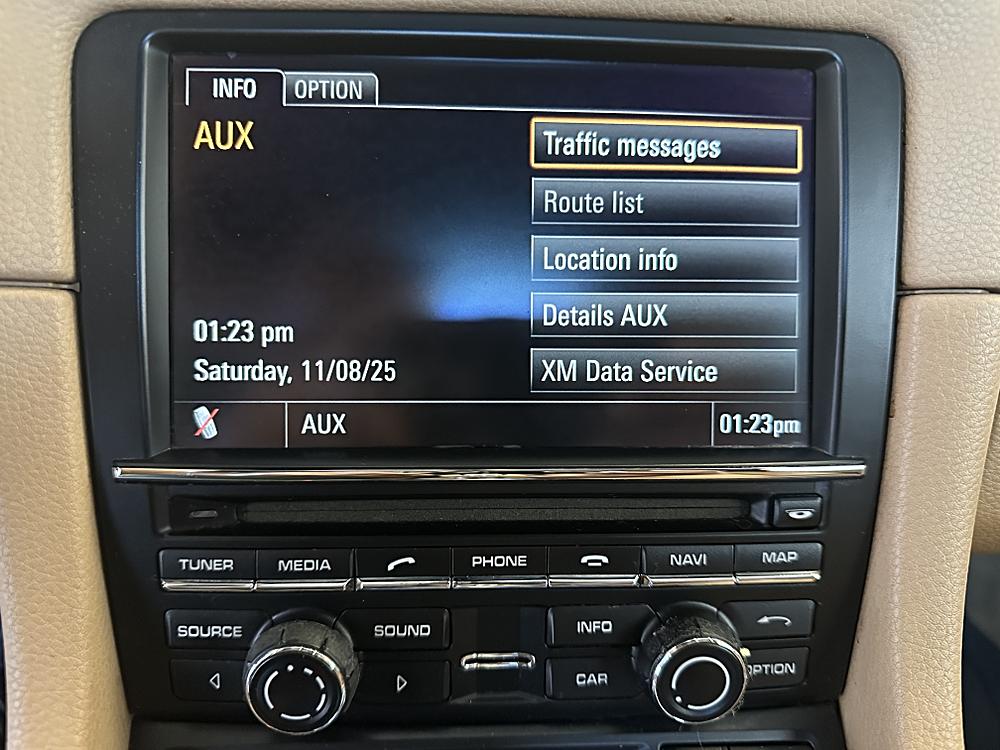 INFO
OPTION
AUX
Traffic messages
Route list
Location info
Details AUX
XM Data Service
01:23 pm
Saturday, 11/08/25
AUX
01:23pm
TUNER
MEDIA
PHONE
NAVI
MAP
SOURCE
SOUND
INFO
CAR
OPTION